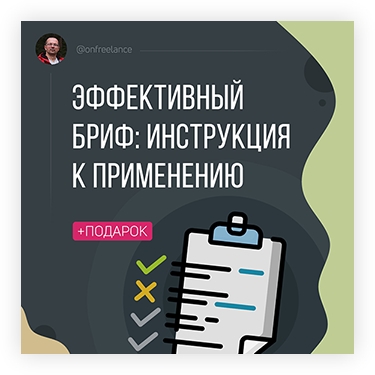 @onfreelance
ЭФФЕКТИВНЫЙ
БРИФ: ИНСТРУКЦИЯ
К ПРИМЕНЕНИЮ
+ПОДАРОК